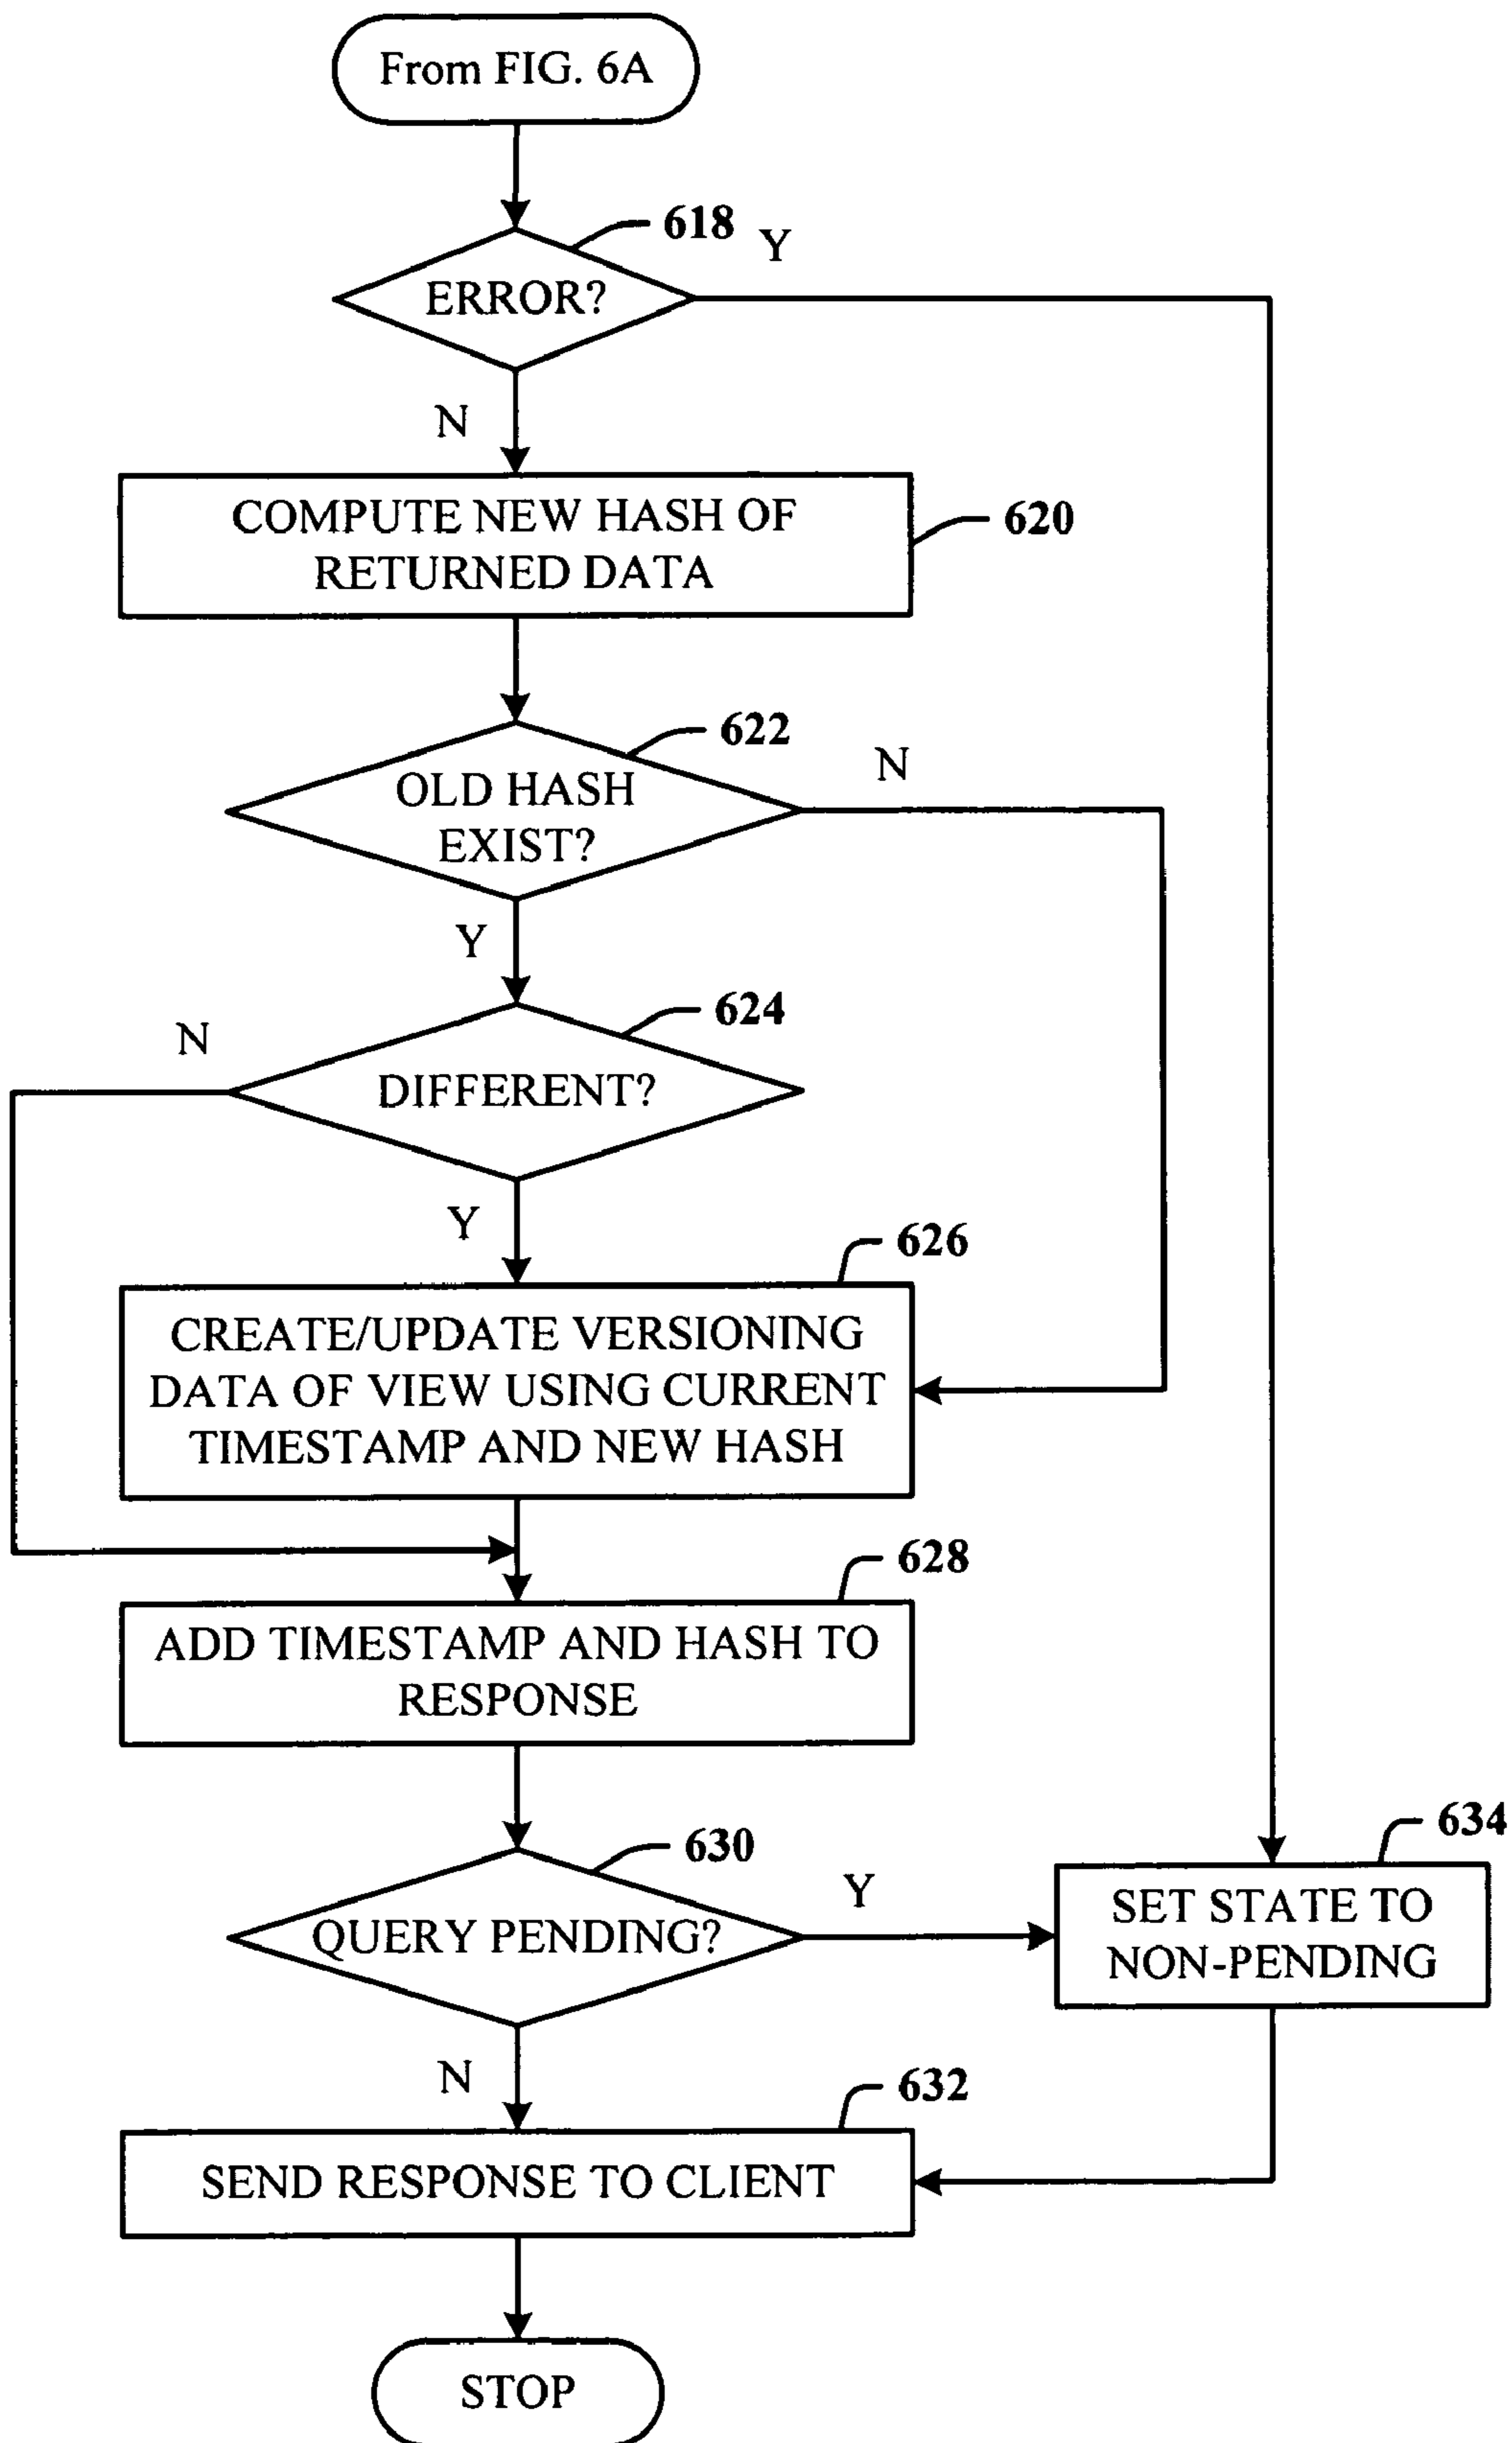 From FIG. 6A
618
Y
ERROR?
N
COMPUTE NEW HASH OF
RETURNED DATA
620
622
N
OLD HASH
EXIST?
Y
624
N
DIFFERENT?
Y
626
CREATE/UPDATE VERSIONING
DATA OF VIEW USING CURRENT
TIMESTAMP AND NEW HASH
628
ADD TIMESTAMP AND HASH TO
RESPONSE
630
634
Y
QUERY PENDING?
SET STATE TO
NON-PENDING
N
632
SEND RESPONSE TO CLIENT
STOP